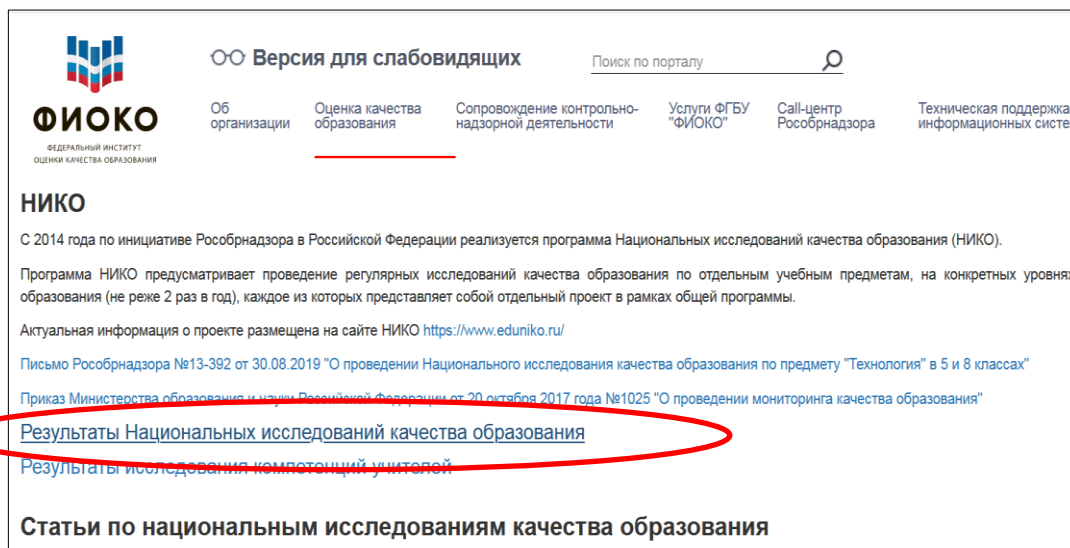 Версия для слабовидящих
Поиск по порталу
ФИОКО
ФЕДЕРАЛЬНЫЙ ИНСТИТУТ
ОЦЕНКИ КАЧЕСТВА ОБРАЗОВАНИЯ
Об
организации
Оценка качества
образования
Сопровождение контрольно-
надзорной деятельности
Услуги ФГБУ
"ФИОКО"
Call-центр
Рособрнадзора
Техническая поддержка
информационных систе
НИКО
С 2014 года по инициативе Рособрнадзора в Российской Федерации реализуется программа Национальных исследований качества образования (НИКО).
Программа НИКО предусматривает проведение регулярных исследований качества образования по отдельным учебным предметам, на конкретных уровнях
образования (не реже 2 раз в год), каждое из которых представляет собой отдельный проект в рамках общей программы.
Актуальная информация о проекте размещена на сайте НИКО https://www.eduniko.ru/
Письмо Рособрнадзора №13-392 от 30.08.2019 "О проведении Национального исследования качества образования по предмету "Технология" в 5 и 8 классах"
Приказ Министерства образования и науки Российской Федерации от 20 октября 2017 года №1025 "О проведении мониторинга качества образования"
Результаты Национальных исследований качества образования
Результаты исследования компетенций учителей
Статьи по национальным исследованиям качества образования